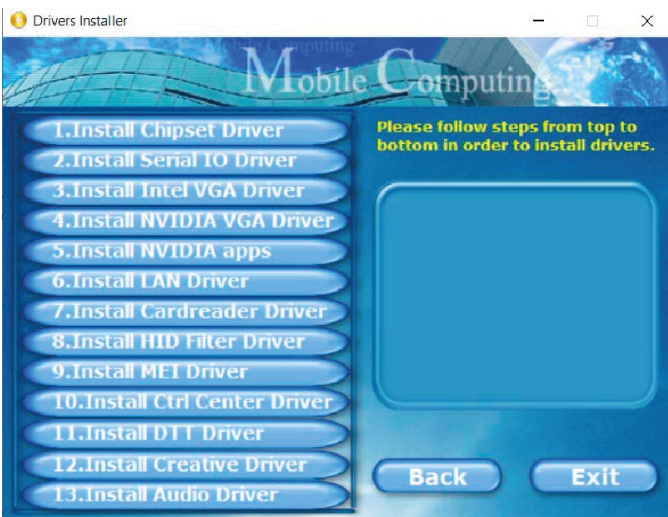 Drivers Installer
Mobile Computing
Mobile Computing
1.Install Chipset Driver
2.Install Serial IO Driver
3.Install Intel VGA Driver
4.Install NVIDIA VGA Driver
5.Install NVIDIA apps
6.Install LAN Driver
7.Install Cardreader Driver
8.Install HID Filter Driver
9.Install MEI Driver
10.Install Ctrl Center Driver
11.Install DTT Driver
12.Install Creative Driver
13.Install Audio Driver
Please follow steps from top to
bottom in order to install drivers.
Back
Exit